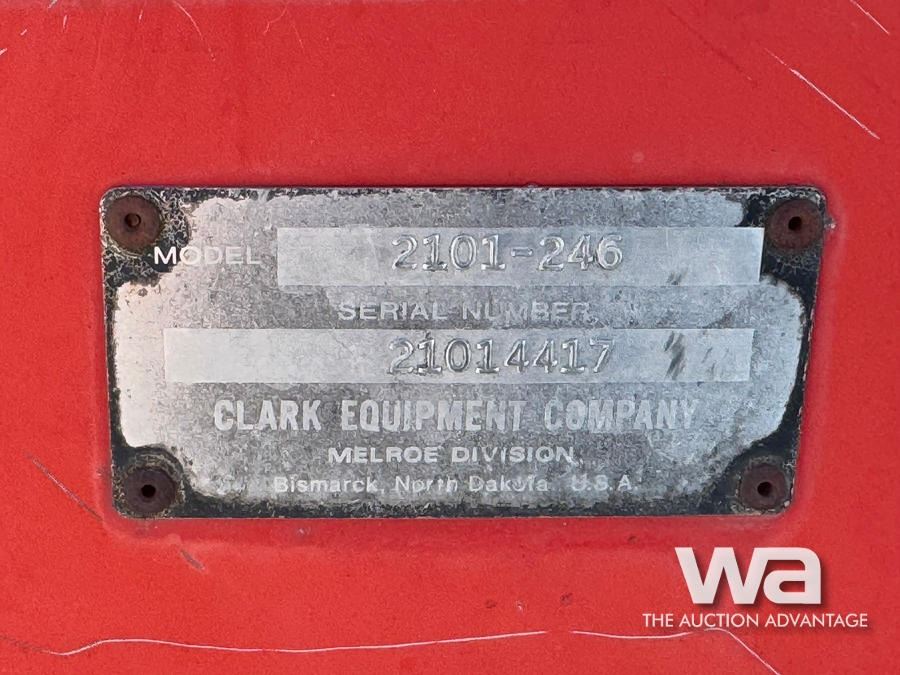 MODEL 2101-246
SERIAL NUMBER
21014417
CLARK EQUIPMENT COMPANY
MELROE DIVISION
Bismarck, North Dakota U.S.A.
wa
THE AUCTION ADVANTAGE